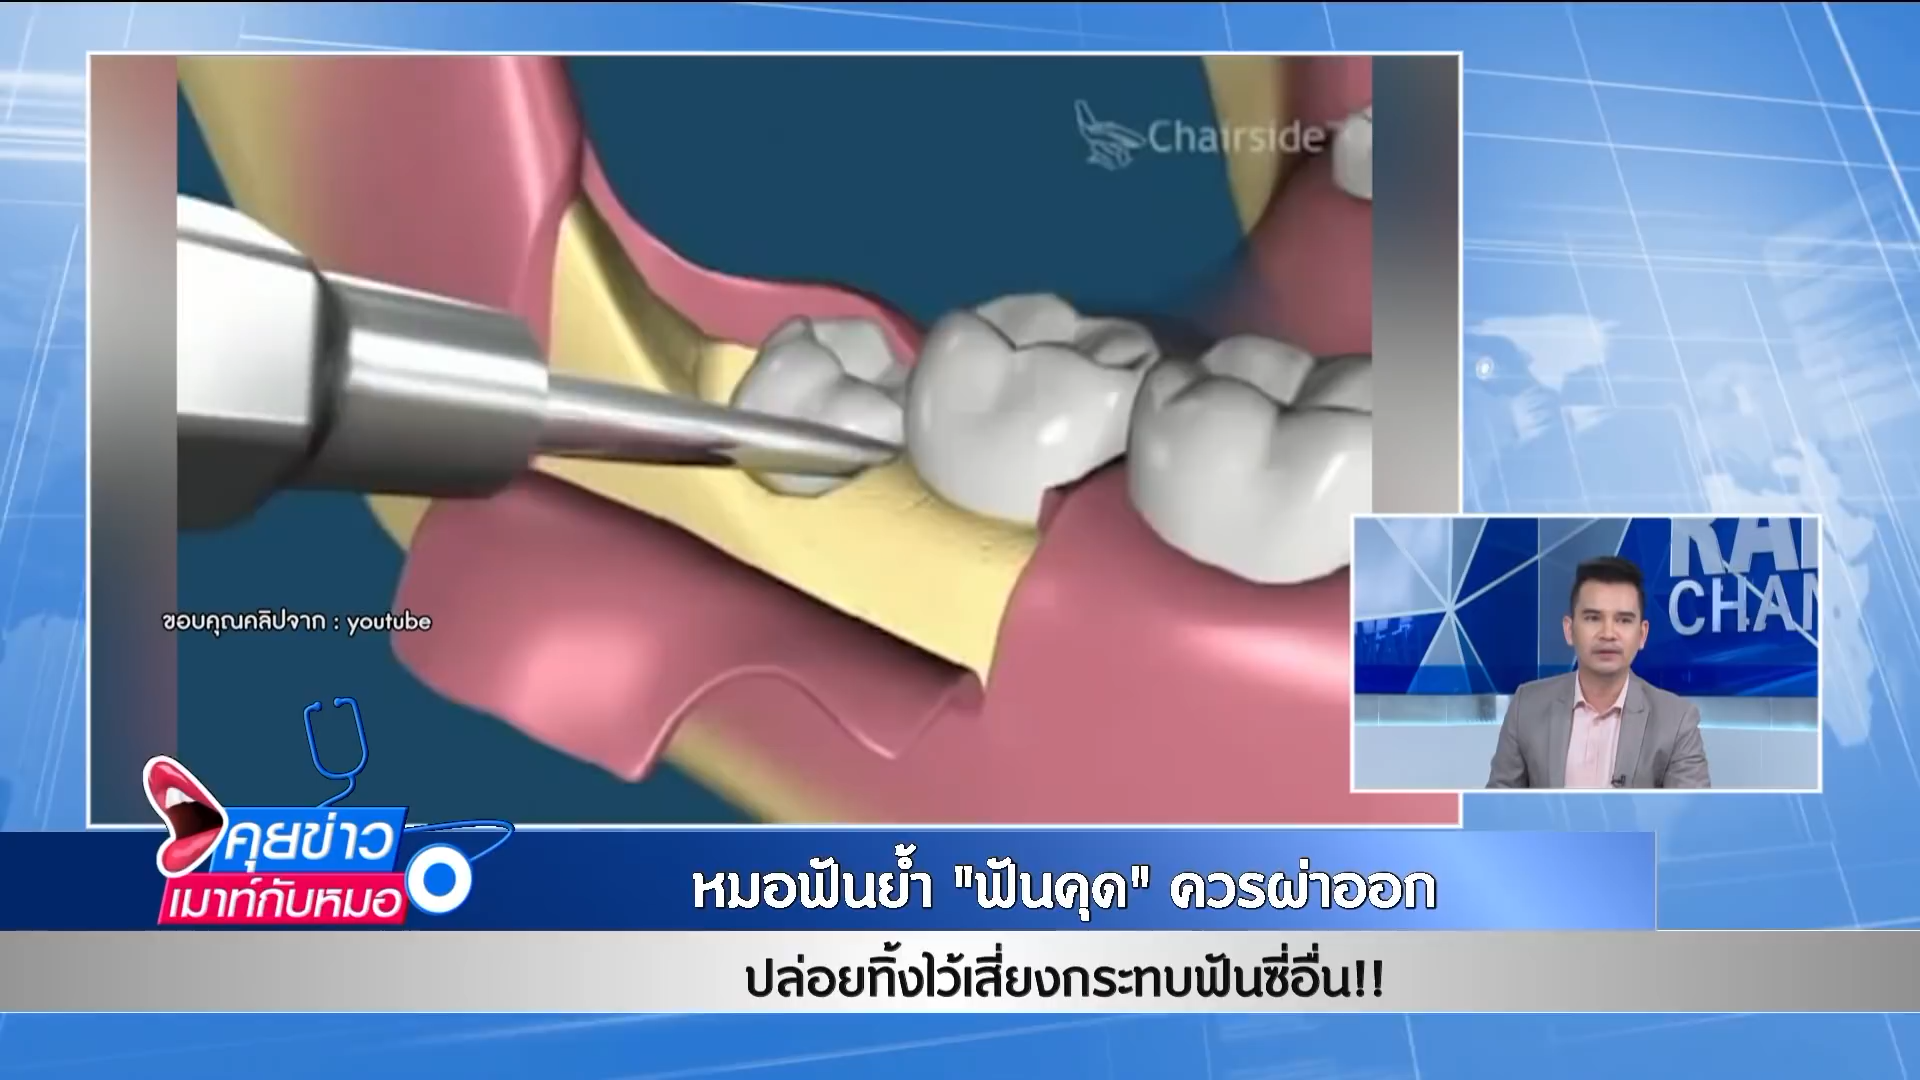 Chairside
ขอบคุณคลิปจาก : youtube
CHAN
คุยข่าว
เมาท์กับหมอ
หมอฟันย้ำ "ฟันคุด" ควรผ่าออก
ปล่อยทิ้งไว้เสี่ยงกระทบฟันซี่อื่น!!